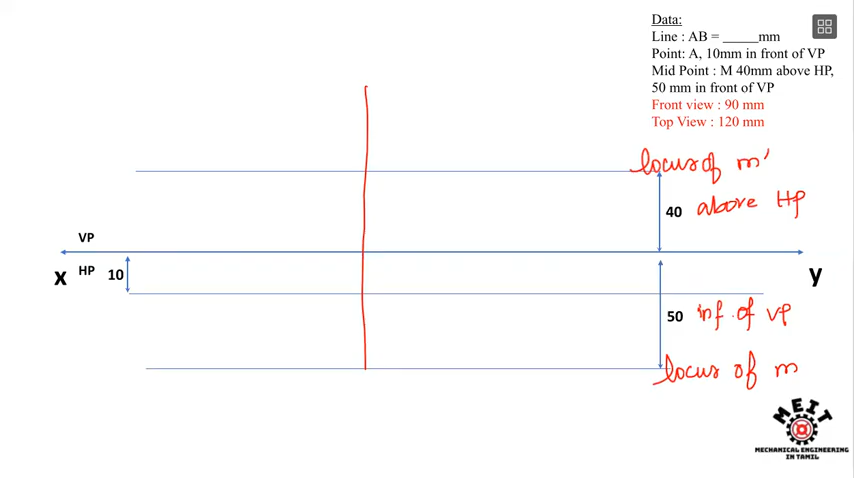 Data:
Line : AB = _____mm
Point: A, 10mm in front of VP
Mid Point : M 40mm above HP,
50 mm in front of VP
Front view : 90 mm
Top View : 120 mm
locus of m'
40 above HP
VP
X HP 10 y
50 inf. of VP
locus of m
MEIT
MECHANICAL ENGINEERING
IN TAMIL